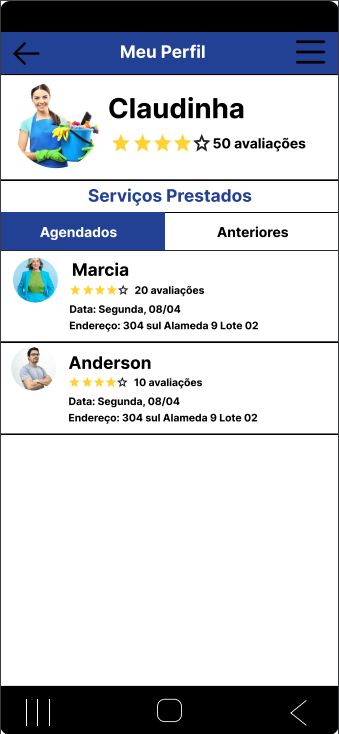 Meu Perfil
Claudinha
50 avaliações
Serviços Prestados
Agendados
Anteriores
Marcia
20 avaliações
Data: Segunda, 08/04
Endereço: 304 sul Alameda 9 Lote 02
Anderson
10 avaliações
Data: Segunda, 08/04
Endereço: 304 sul Alameda 9 Lote 02